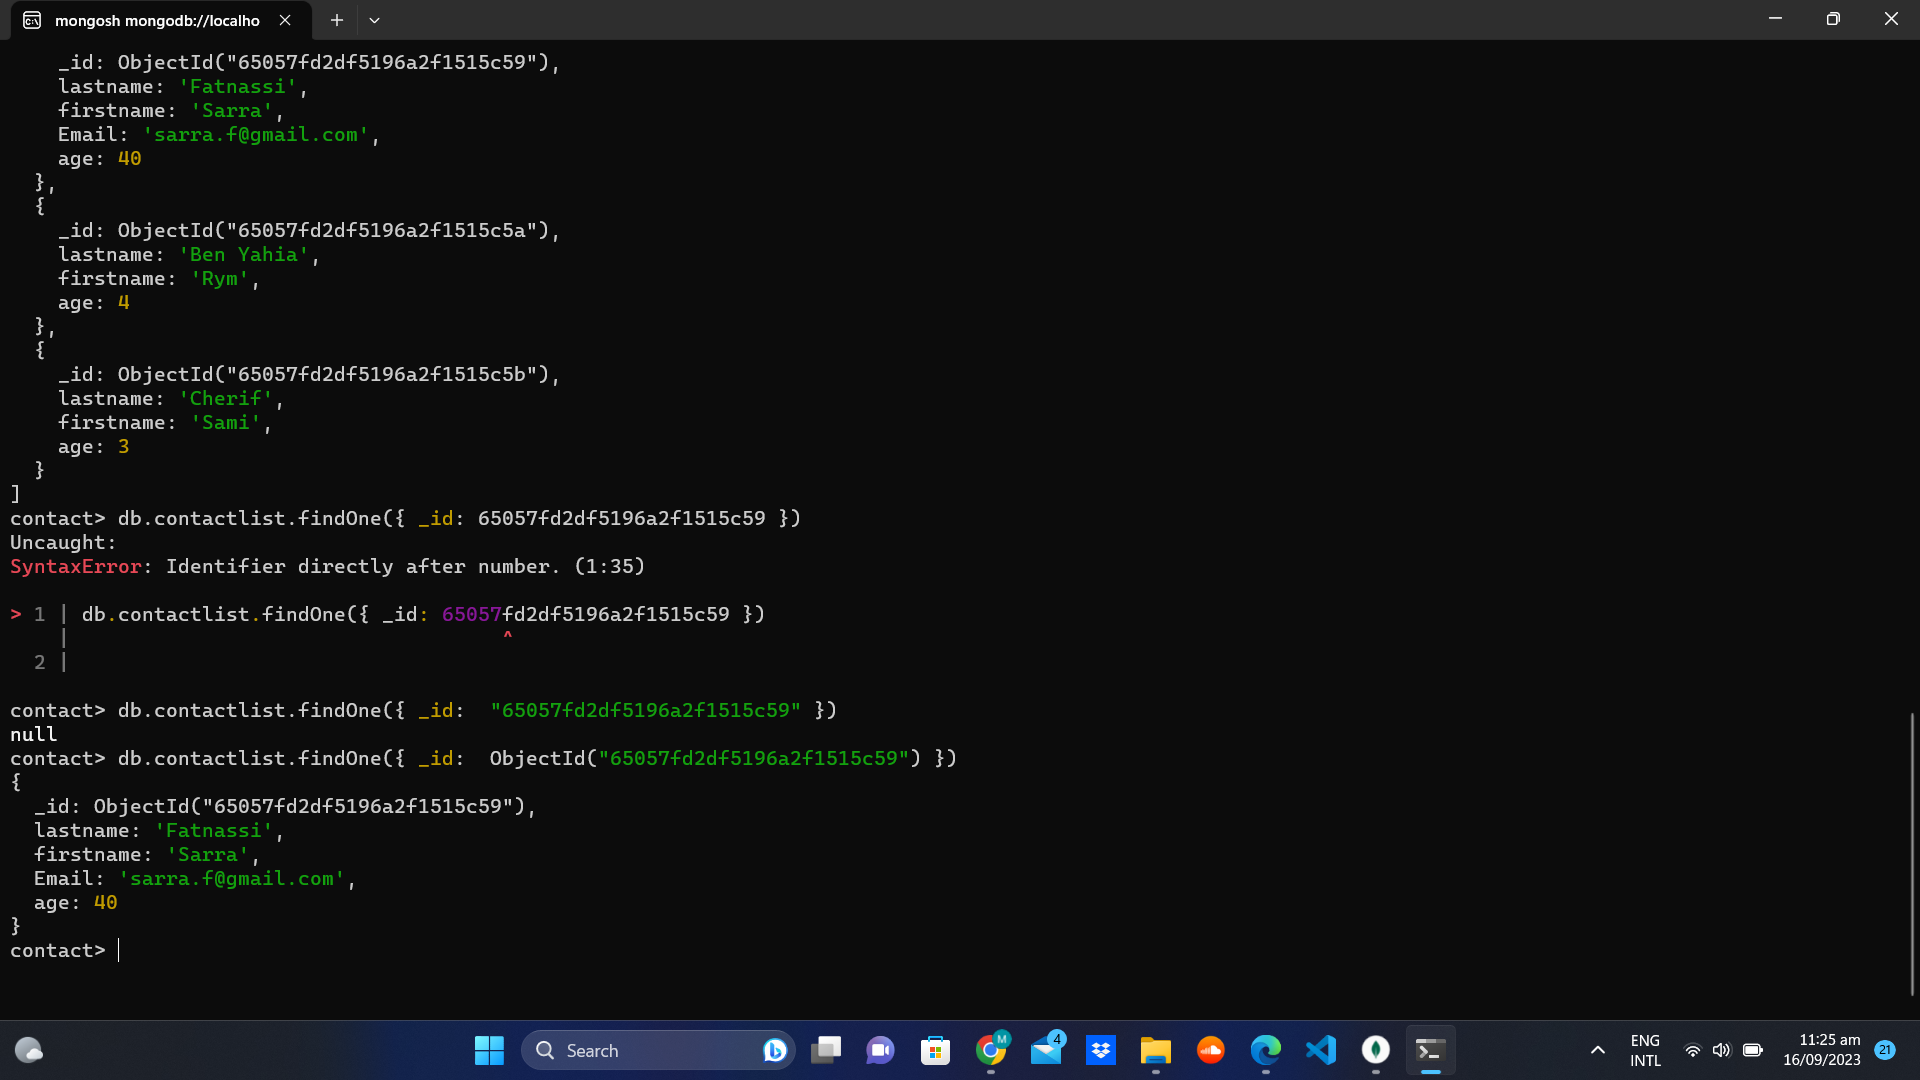 mongosh mongodb://localho
_id: ObjectId("65057fd2df5196a2f1515c59"),
lastname: 'Fatnassi',
firstname: 'Sarra',
Email: 'sarra.f@gmail.com',
age: 40
},
{
_id: ObjectId("65057fd2df5196a2f1515c5a"),
lastname: 'Ben Yahia',
firstname: 'Rym',
age: 4
},
{
_id: ObjectId("65057fd2df5196a2f1515c5b"),
lastname: 'Cherif',
firstname: 'Sami',
age: 3
}
]
contact> db.contactlist.findOne({ _id: 65057fd2df5196a2f1515c59 })
Uncaught:
SyntaxError: Identifier directly after number. (1:35)
> 1 | db.contactlist.findOne({ _id: 65057fd2df5196a2f1515c59 })
| ^
2 |
contact> db.contactlist.findOne({ _id:  "65057fd2df5196a2f1515c59" })
null
contact> db.contactlist.findOne({ _id:  ObjectId("65057fd2df5196a2f1515c59") })
{
_id: ObjectId("65057fd2df5196a2f1515c59"),
lastname: 'Fatnassi',
firstname: 'Sarra',
Email: 'sarra.f@gmail.com',
age: 40
}
contact>
Search
M
4
ENG
INTL
11:25 am
16/09/2023
21